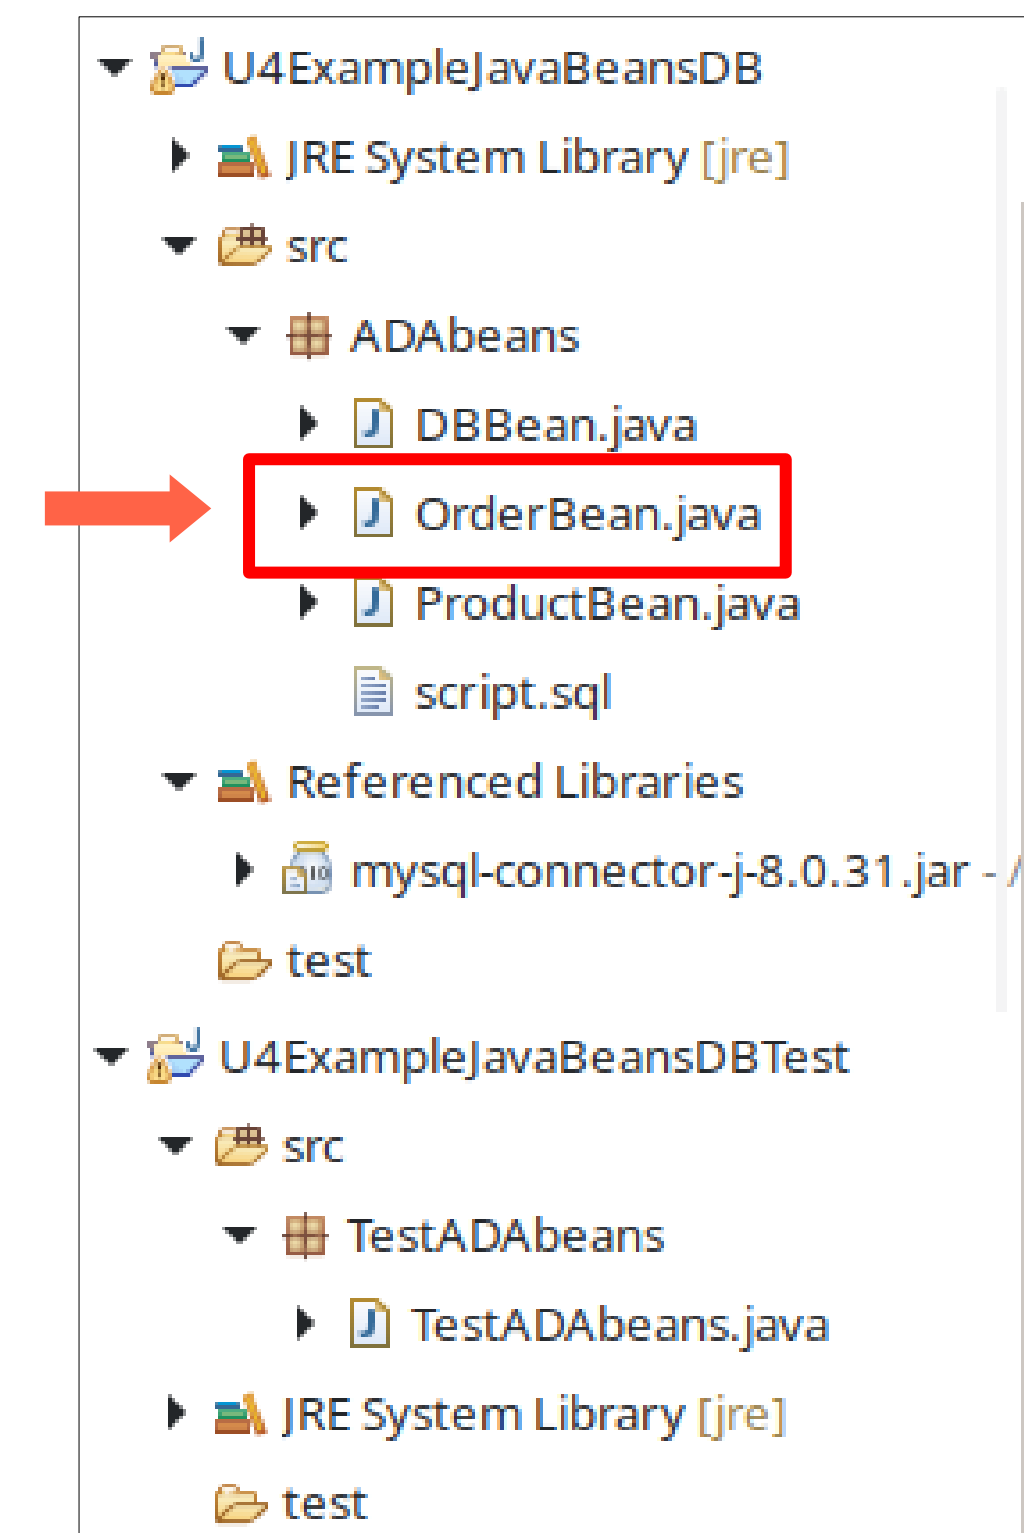 U4ExampleJavaBeansDB
JRE System Library [jre]
src
ADAbeans
DBBean.java
OrderBean.java
ProductBean.java
script.sql
Referenced Libraries
mysql-connector-j-8.0.31.jar - /
test
U4ExampleJavaBeansDBTest
src
TestADAbeans
TestADAbeans.java
JRE System Library [jre]
test